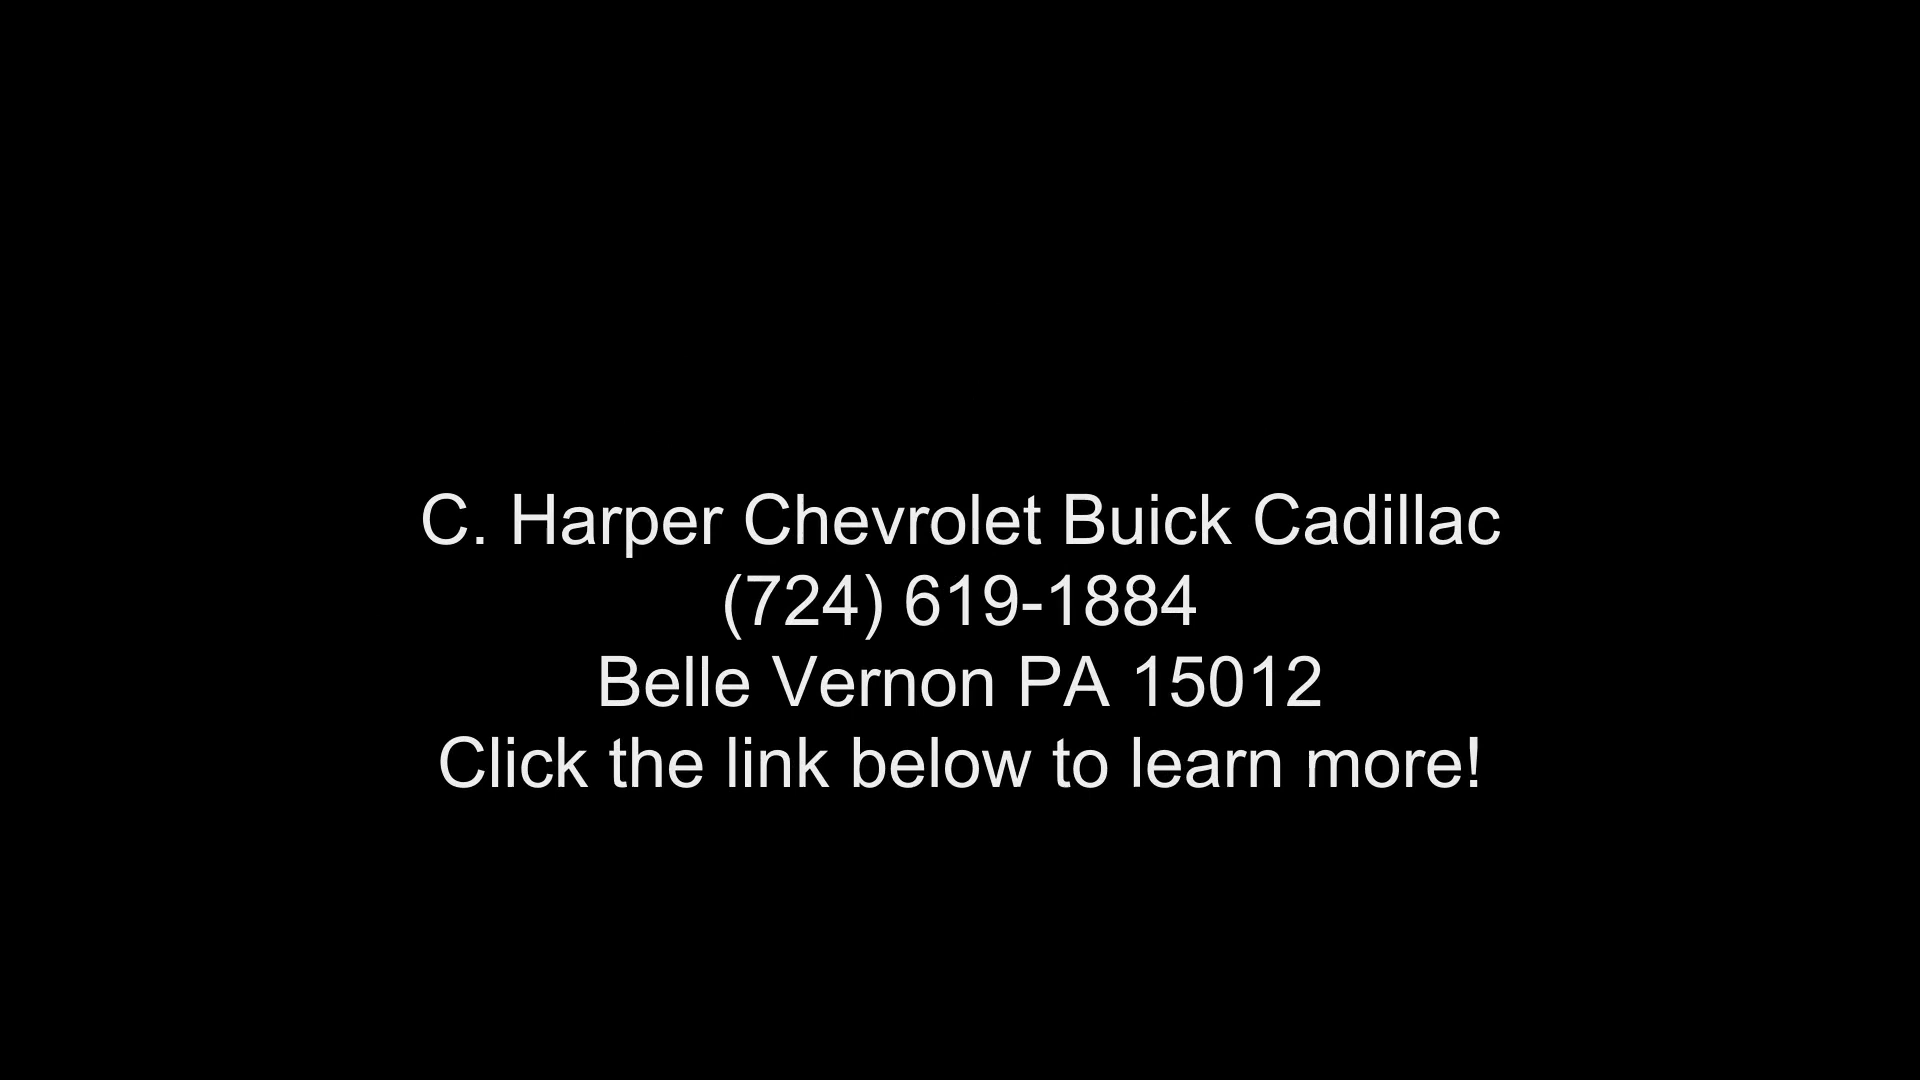 C. Harper Chevrolet Buick Cadillac
(724) 619-1884
Belle Vernon PA 15012
Click the link below to learn more!